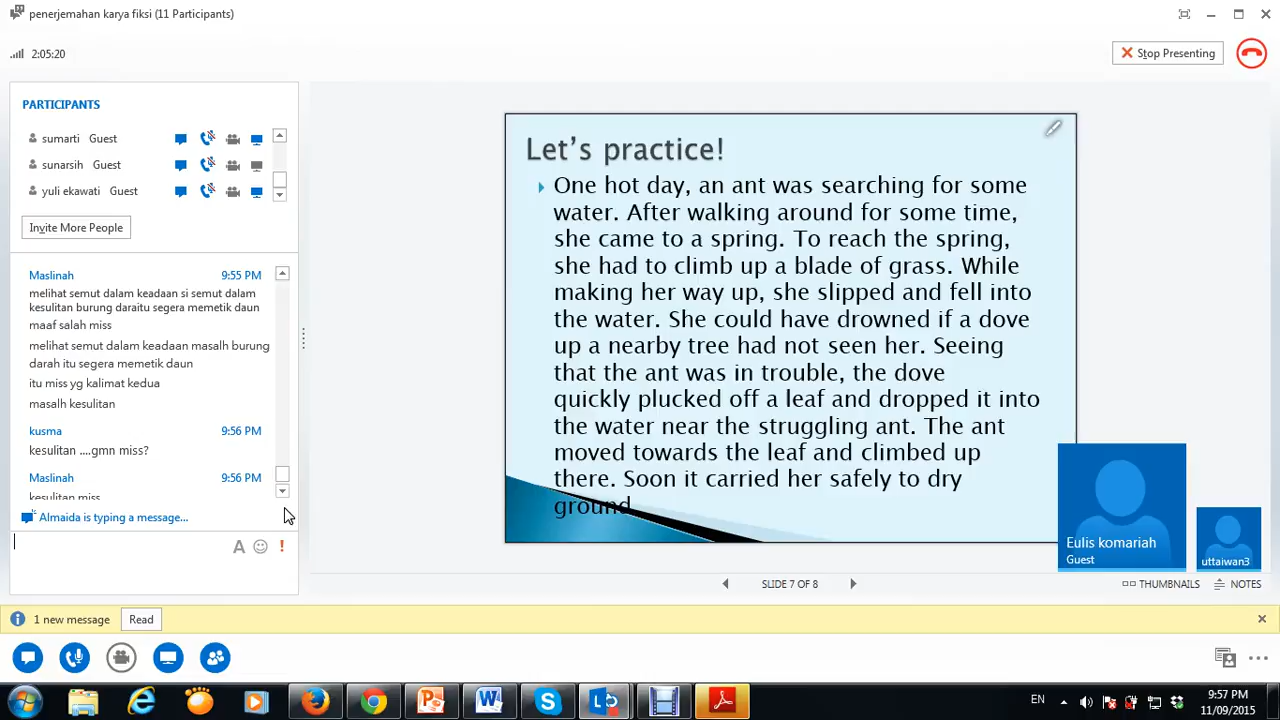 penerjemahan karya fiksi (11 Participants)
2:05:20
Stop Presenting
PARTICIPANTS
sumarti Guest
sunarsih Guest
yuli ekawati Guest
Invite More People
Maslinah 9:55 PM
melihat semut dalam keadaan si semut dalam
kesulitan burung daraitu segera memetik daun
maaf salah miss
melihat semut dalam keadaan masalh burung
darah itu segera memetik daun
itu miss yg kalimat kedua
masalh kesulitan
kusma 9:56 PM
kesulitan ....gmn miss?
Maslinah 9:56 PM
kesulitan miss
Almaida is typing a message...
A !
Let's practice!
One hot day, an ant was searching for some
water. After walking around for some time,
she came to a spring. To reach the spring,
she had to climb up a blade of grass. While
making her way up, she slipped and fell into
the water. She could have drowned if a dove
up a nearby tree had not seen her. Seeing
that the ant was in trouble, the dove
quickly plucked off a leaf and dropped it into
the water near the struggling ant. The ant
moved towards the leaf and climbed up
there. Soon it carried her safely to dry
ground.
Eulis komariah
Guest
uttaiwan3
SLIDE 7 OF 8
THUMBNAILS
NOTES
1 new message Read
EN
9:57 PM
11/09/2015